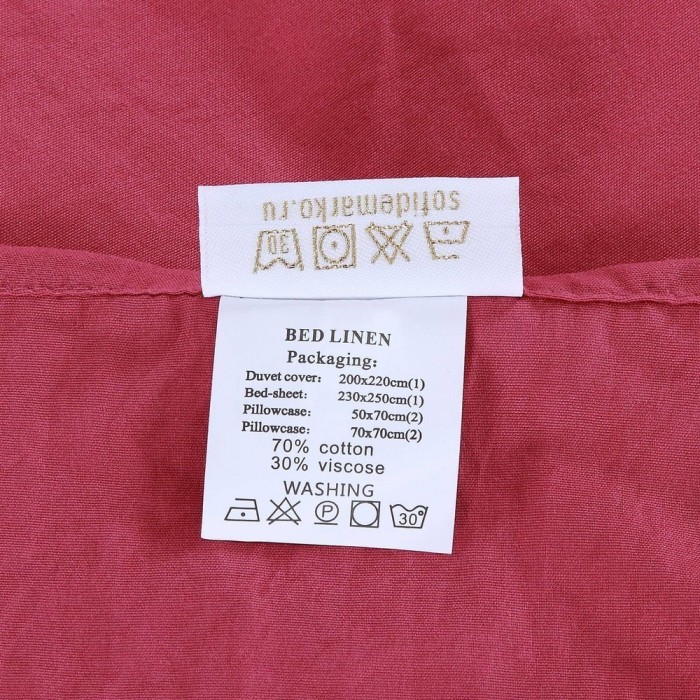 sofidemarko.ru
30
BED LINEN
Packaging:
Duvet cover: 200x220cm(1)
Bed-sheet: 230x250cm(1)
Pillowcase: 50x70cm(2)
Pillowcase: 70x70cm(2)
70% cotton
30% viscose
WASHING
P 30°